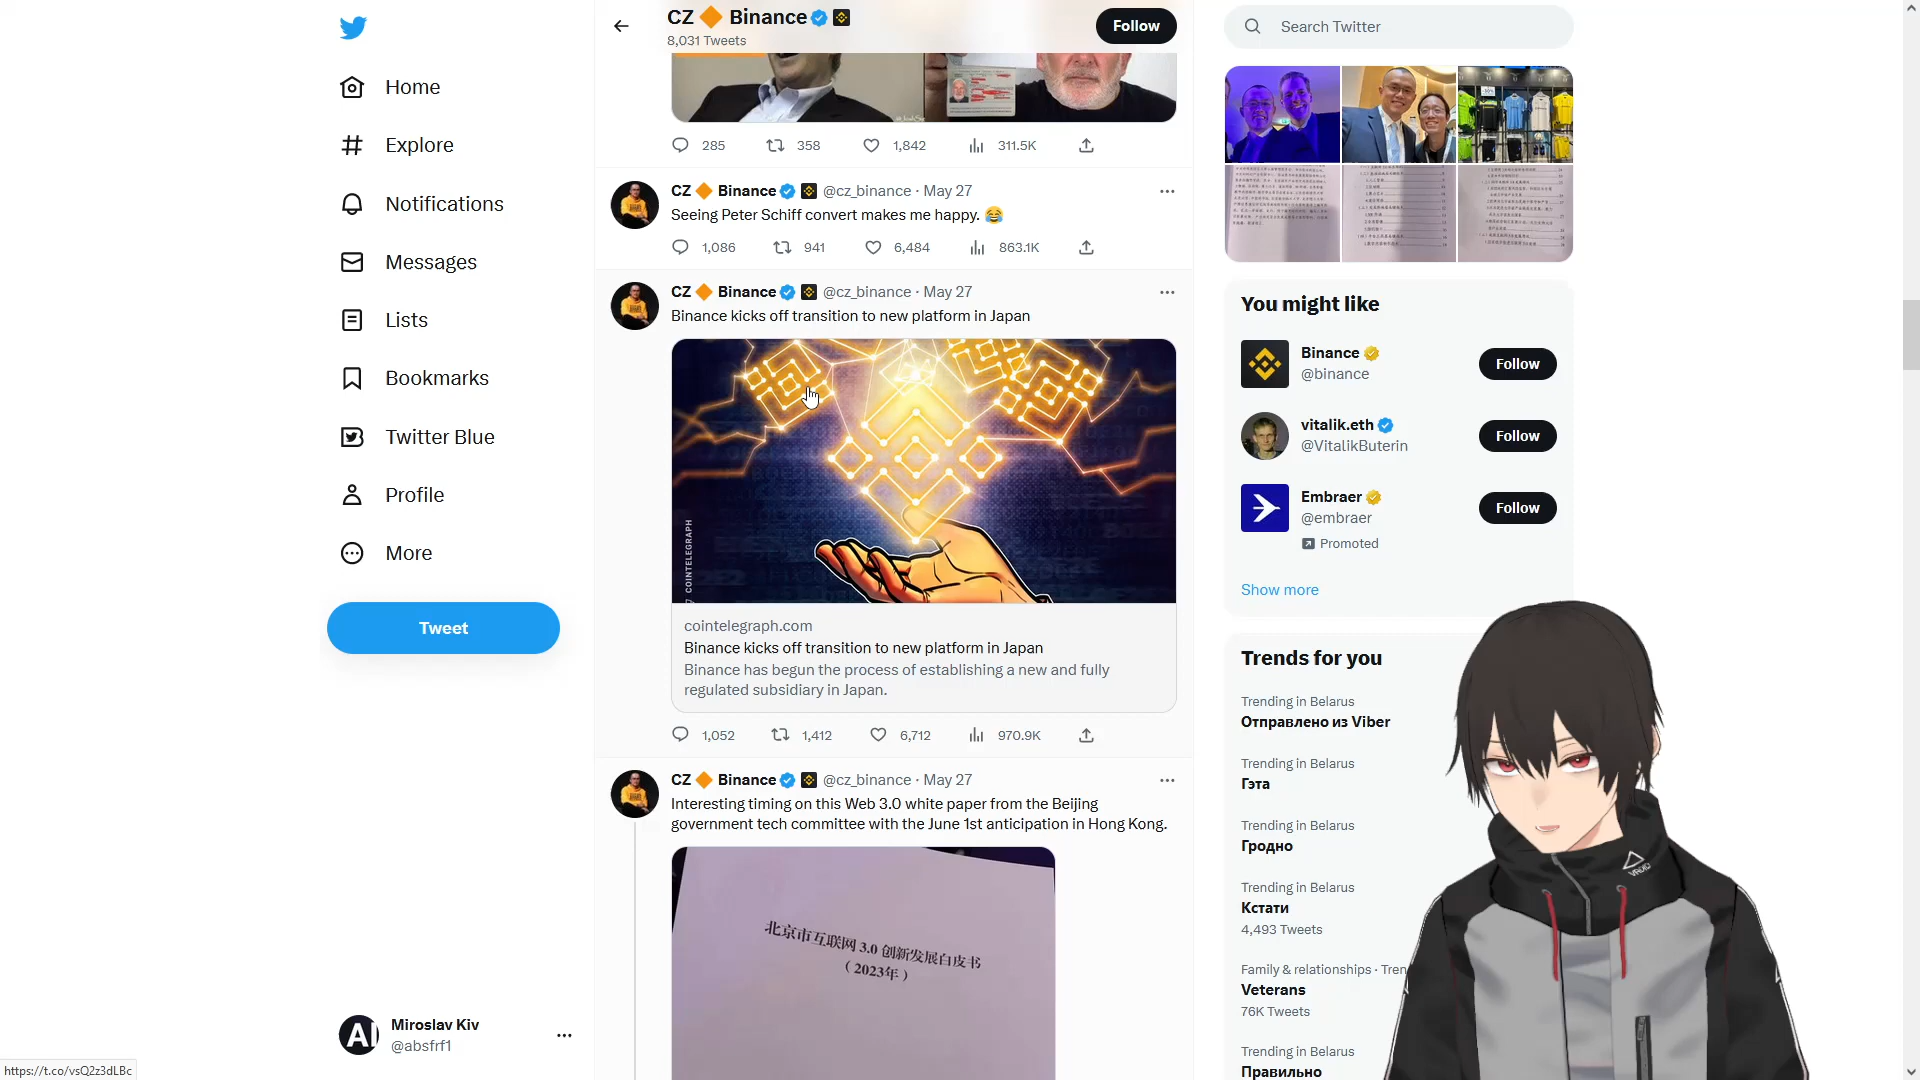 CZ 🔶 Binance
8,031 Tweets
Follow
Search Twitter
Home
Explore
Notifications
Messages
Lists
Bookmarks
Twitter Blue
Profile
More
Tweet
Miroslav Kiv
@absfrf1
https://t.co/vsQ2z3dLBc
285 358 1,842 311.5K
CZ 🔶 Binance @cz_binance · May 27
Seeing Peter Schiff convert makes me happy. 😂
1,086 941 6,484 863.1K
CZ 🔶 Binance @cz_binance · May 27
Binance kicks off transition to new platform in Japan
COINTELEGRAPH
cointelegraph.com
Binance kicks off transition to new platform in Japan
Binance has begun the process of establishing a new and fully
regulated subsidiary in Japan.
1,052 1,412 6,712 970.9K
CZ 🔶 Binance @cz_binance · May 27
Interesting timing on this Web 3.0 white paper from the Beijing
government tech committee with the June 1st anticipation in Hong Kong.
北京市互联网 3.0 创新发展白皮书
（2023年）
You might like
Binance
@binance
Follow
vitalik.eth
@VitalikButerin
Follow
Embraer
@embraer
Promoted
Follow
Show more
Trends for you
Trending in Belarus
Отправлено из Viber
Trending in Belarus
Гэта
Trending in Belarus
Гродно
Trending in Belarus
Кстати
4,493 Tweets
Family & relationships · Tren
Veterans
76K Tweets
Trending in Belarus
Правильно
VROID